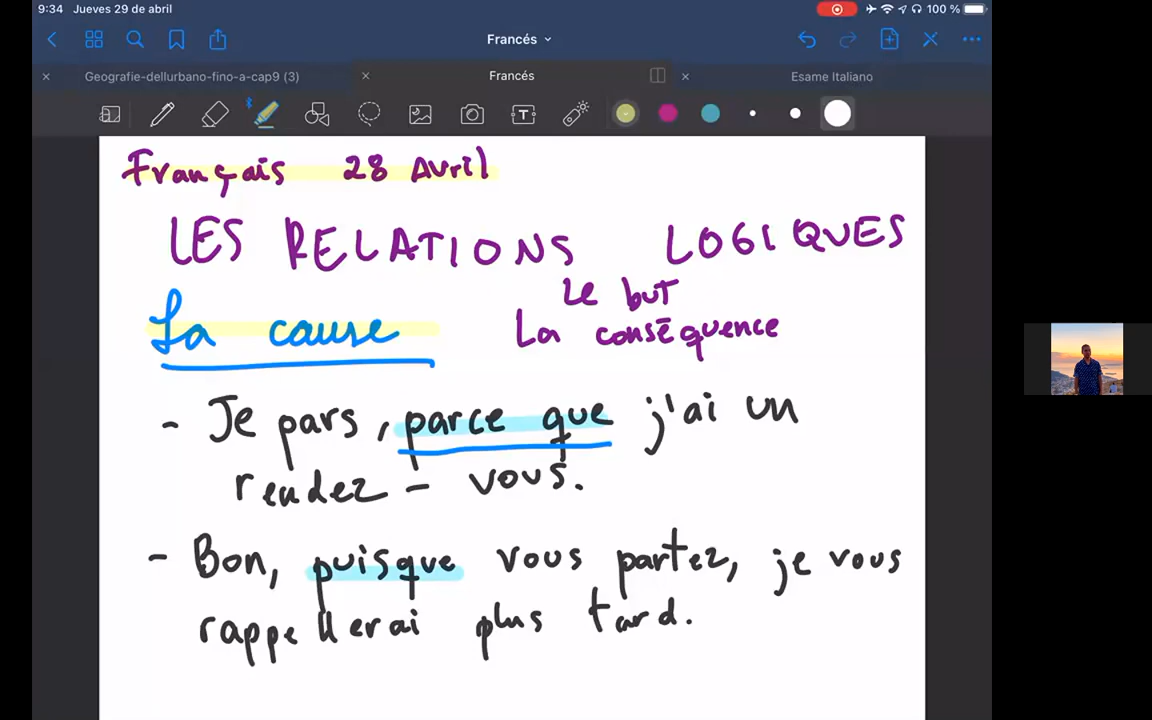 9:34 Jueves 29 de abril 100 %
Francés
Geografie-dellurbano-fino-a-cap9 (3) Francés Esame Italiano
Français 28 Avril
LES RELATIONS LOGIQUES
Le but
La cause La conséquence
- Je pars, parce que j'ai un
rendez - vous.
- Bon, puisque vous partez, je vous
rappellerai plus tard.